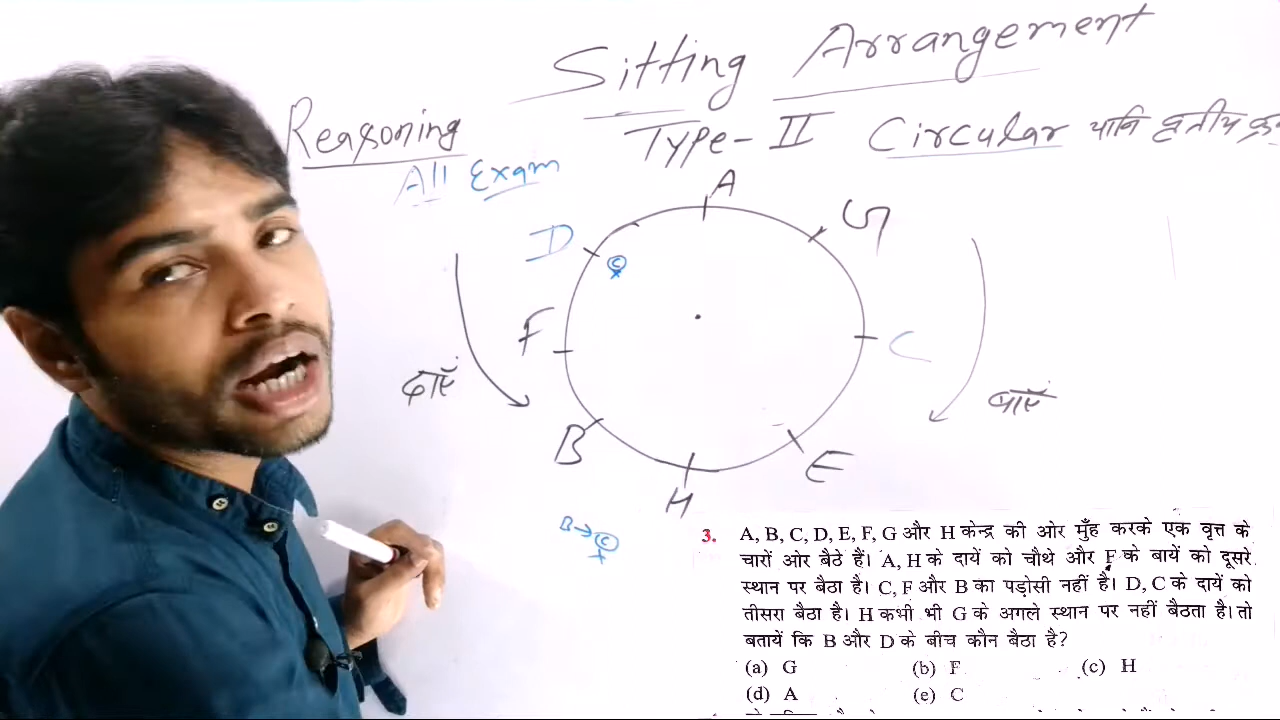 Sitting Arrangement
Reasoning
Type-II Circular यानि
All Exam
A
D
G
C
F
C
दाएँ
बाएँ
B
E
H
B→C
3. A, B, C, D, E, F, G और H केन्द्र की ओर मुँह करके एक वृत्त के
चारों ओर बैठे हैं। A, H के दायें को चौथे और F के बायें को दूसरे
स्थान पर बैठा है। C, F और B का पड़ोसी नहीं है। D, C के दायें को
तीसरा बैठा है। H कभी भी G के अगले स्थान पर नहीं बैठता है। तो
बतायें कि B और D के बीच कौन बैठा है?
(a) G (b) F (c) H
(d) A (e) C